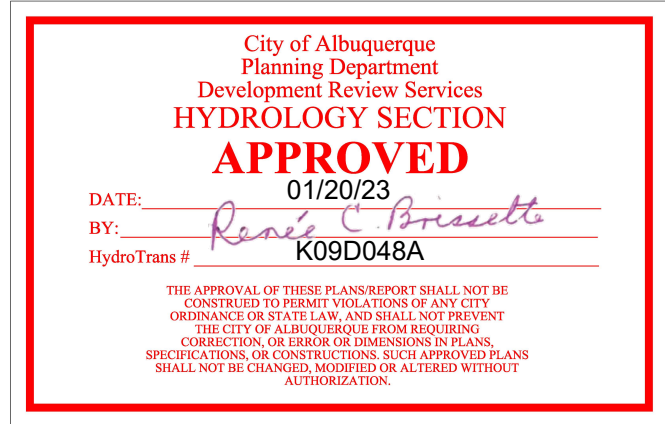 City of Albuquerque
Planning Department
Development Review Services
HYDROLOGY SECTION
APPROVED
DATE: 01/20/23
BY: Renée C. Brissette
HydroTrans # K09D048A
THE APPROVAL OF THESE PLANS/REPORT SHALL NOT BE
CONSTRUED TO PERMIT VIOLATIONS OF ANY CITY
ORDINANCE OR STATE LAW, AND SHALL NOT PREVENT
THE CITY OF ALBUQUERQUE FROM REQUIRING
CORRECTION, OR ERROR OR DIMENSIONS IN PLANS,
SPECIFICATIONS, OR CONSTRUCTIONS. SUCH APPROVED PLANS
SHALL NOT BE CHANGED, MODIFIED OR ALTERED WITHOUT
AUTHORIZATION.